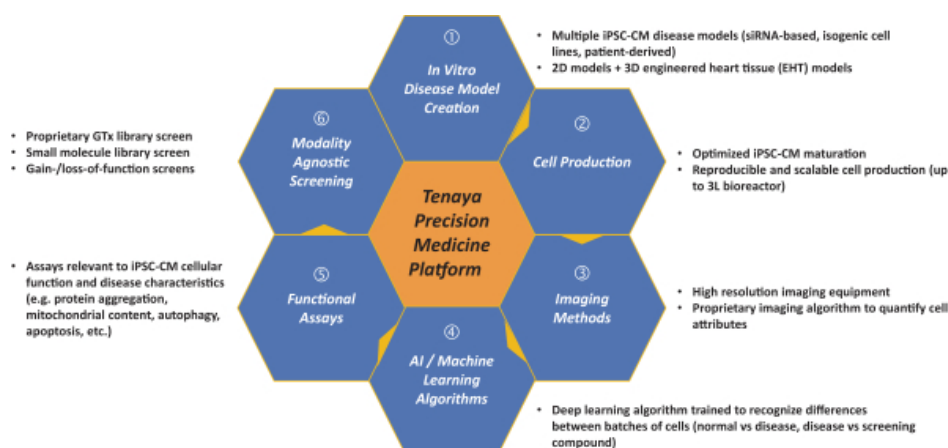 ①
In Vitro
Disease Model
Creation
• Multiple iPSC-CM disease models (siRNA-based, isogenic cell
lines, patient-derived)
• 2D models + 3D engineered heart tissue (EHT) models
②
Cell Production
• Optimized iPSC-CM maturation
• Reproducible and scalable cell production (up
to 3L bioreactor)
③
Imaging
Methods
• High resolution imaging equipment
• Proprietary imaging algorithm to quantify cell
attributes
④
AI / Machine
Learning
Algorithms
• Deep learning algorithm trained to recognize differences
between batches of cells (normal vs disease, disease vs screening
compound)
⑤
Functional
Assays
• Assays relevant to iPSC-CM cellular
function and disease characteristics
(e.g. protein aggregation,
mitochondrial content, autophagy,
apoptosis, etc.)
⑥
Modality
Agnostic
Screening
• Proprietary GTx library screen
• Small molecule library screen
• Gain-/loss-of-function screens
Tenaya
Precision
Medicine
Platform